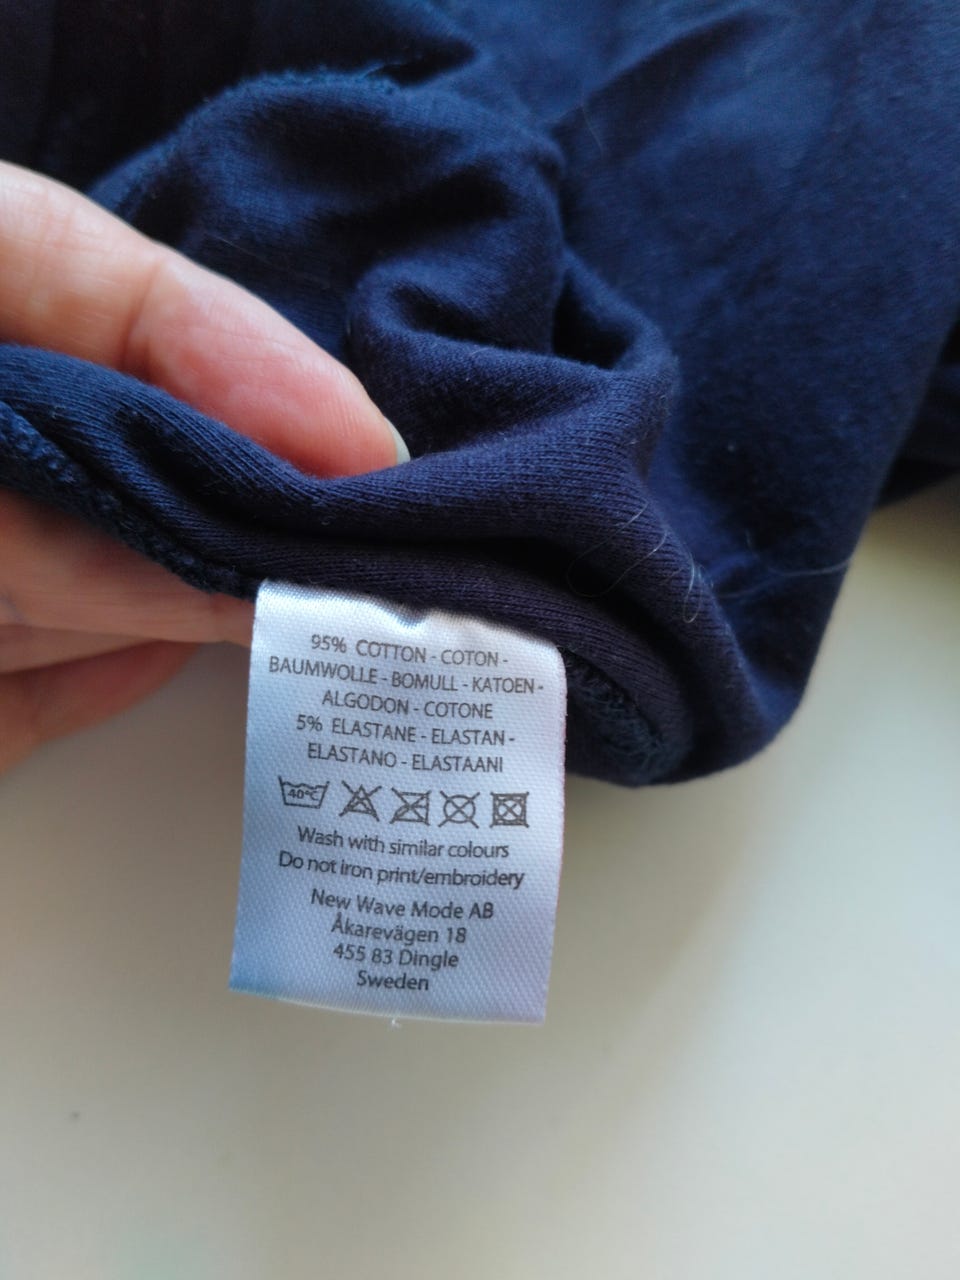 95% COTTON - COTON -
BAUMWOLLE - BOMULL - KATOEN -
ALGODON - COTONE
5% ELASTANE - ELASTAN -
ELASTANO - ELASTAANI
40°C
Wash with similar colours
Do not iron print/embroidery
New Wave Mode AB
Åkarevägen 18
455 83 Dingle
Sweden